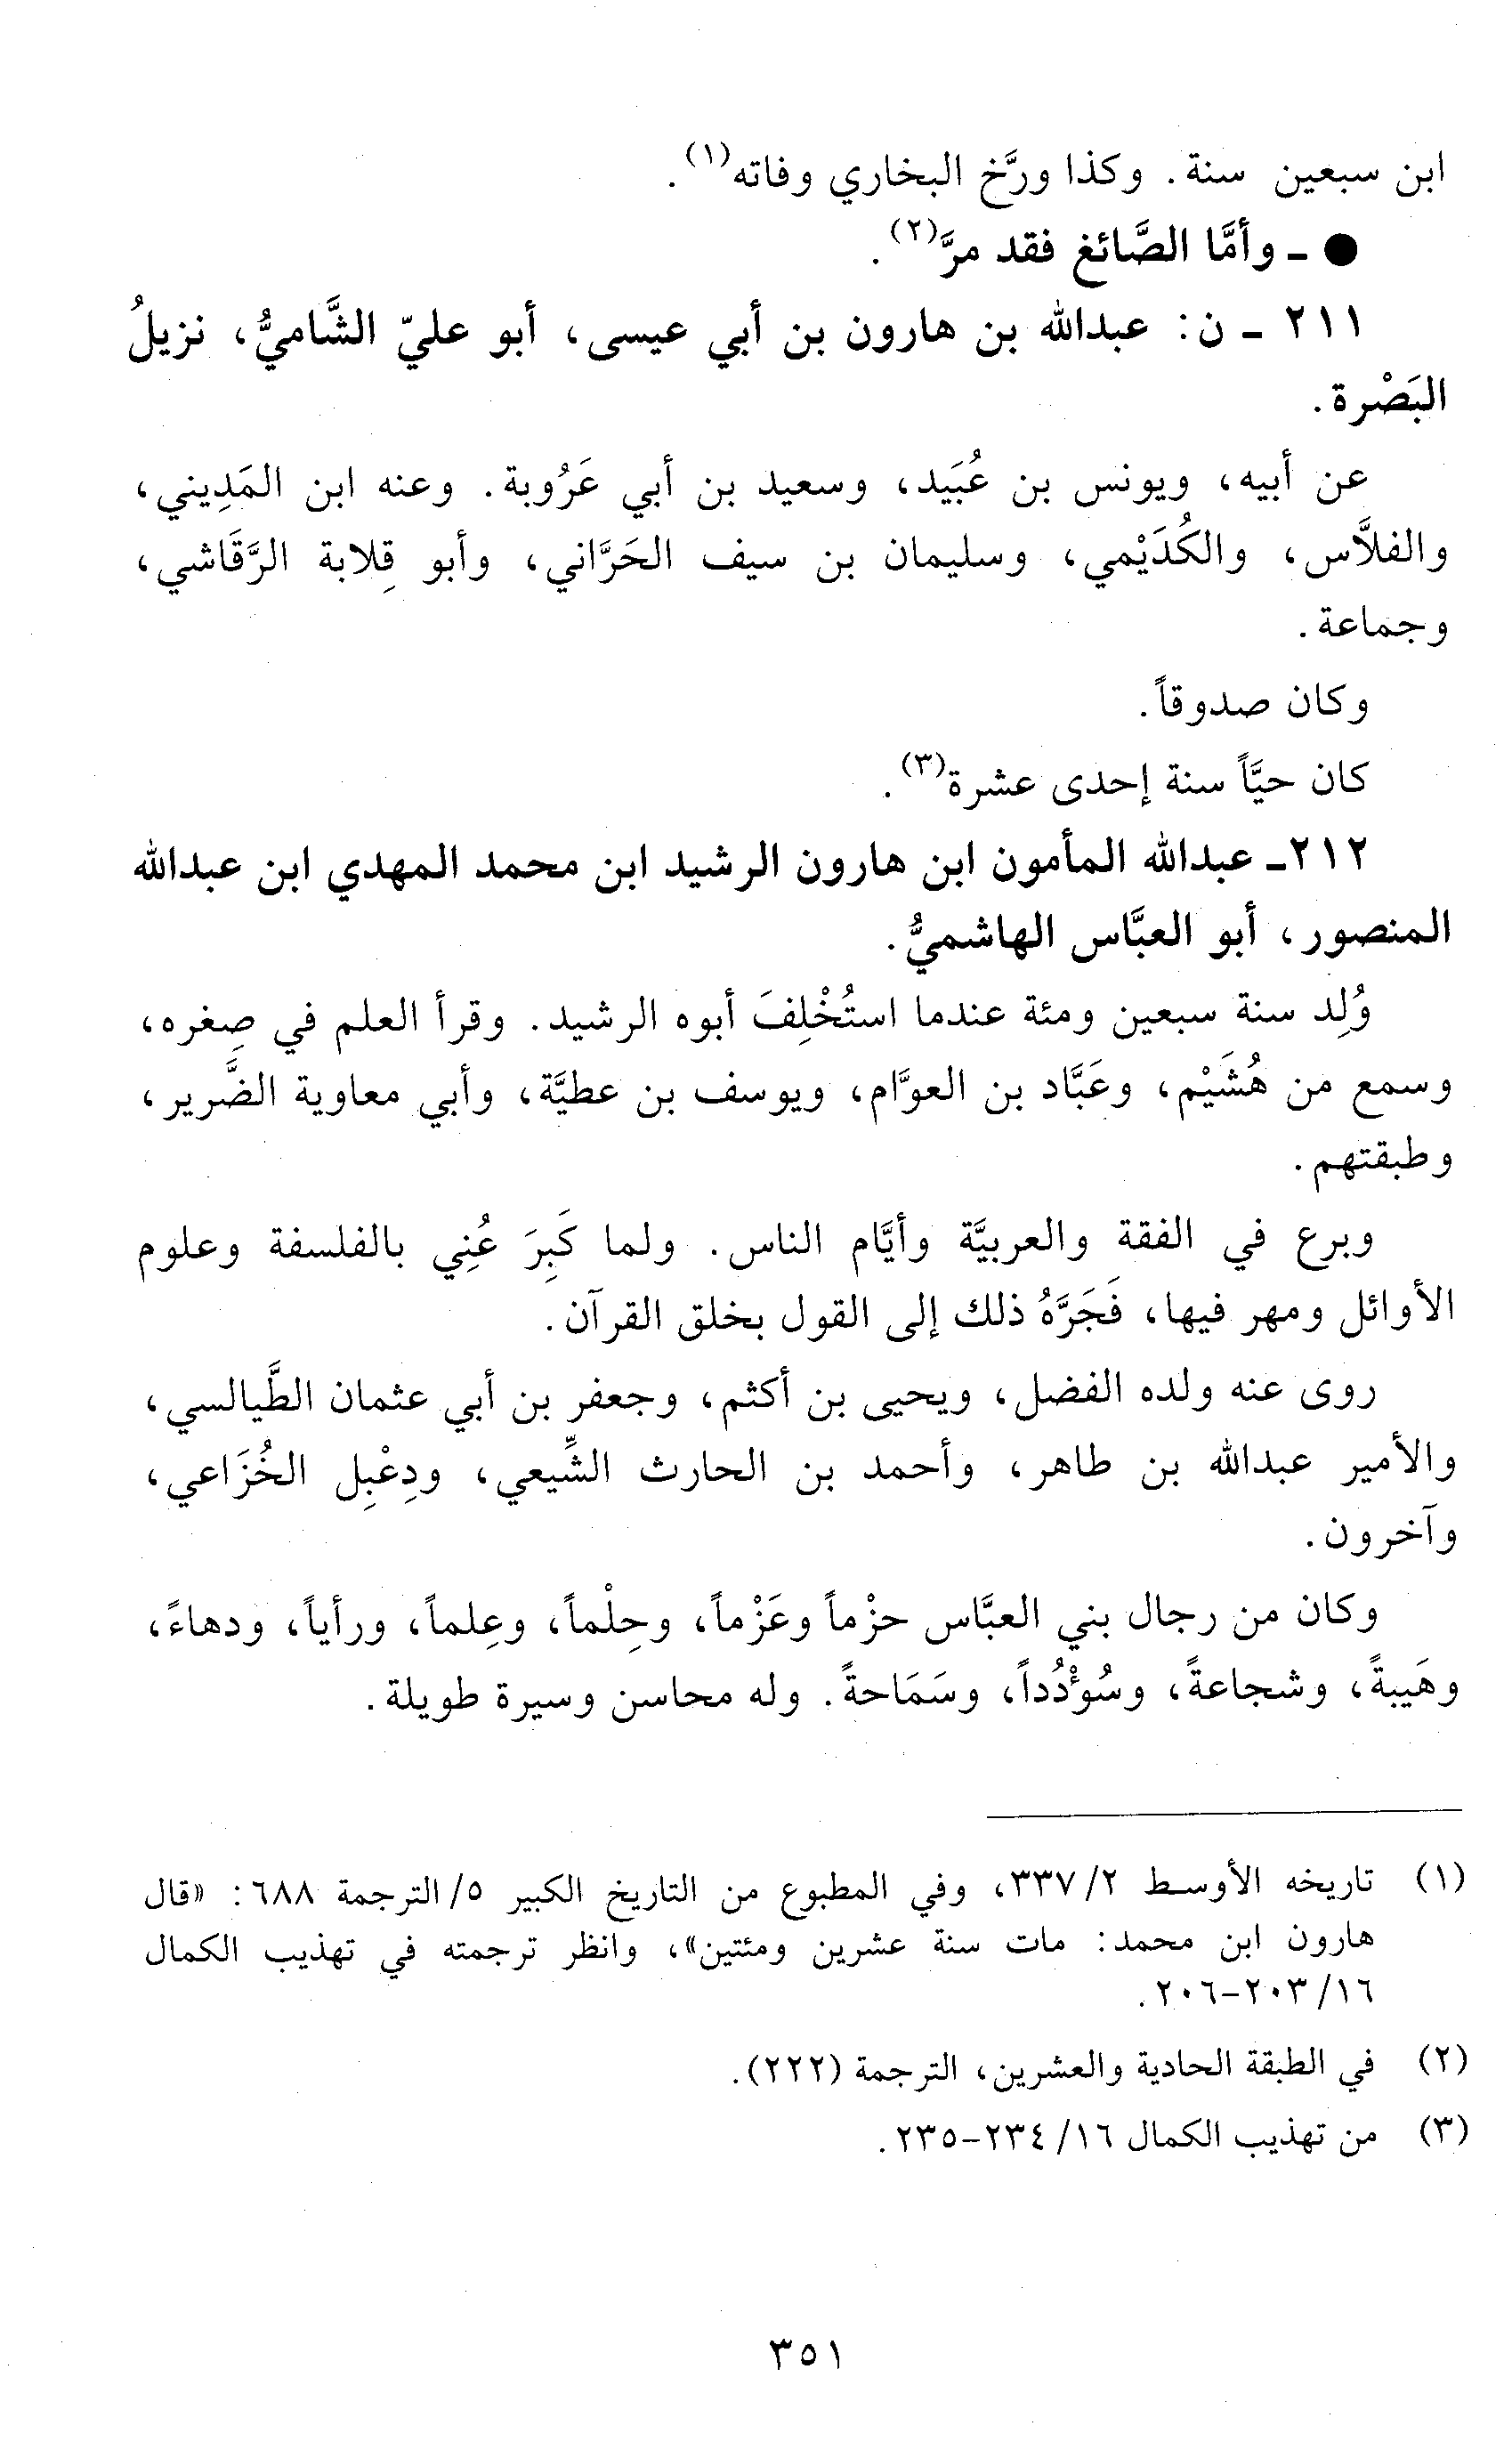 ابن سبعين سنة. وكذا ورَّخ البخاري وفاته(١).
● ـ وأمَّا الصَّائغ فقد مرَّ(٢).
٢١١ ـ ن: عبدالله بن هارون بن أبي عيسى، أبو عليّ الشَّاميُّ، نزيلُ
البَصْرة.
عن أبيه، ويونس بن عُبَيد، وسعيد بن أبي عَرُوبة. وعنه ابن المَدِيني،
والفلاَّس، والكُدَيْمي، وسليمان بن سيف الحَرَّاني، وأبو قِلابة الرَّقَاشي،
وجماعة.
وكان صدوقاً.
كان حيَّاً سنة إحدى عشرة(٣).
٢١٢ـ عبدالله المأمون ابن هارون الرشيد ابن محمد المهدي ابن عبدالله
المنصور، أبو العبَّاس الهاشميُّ.
وُلِد سنة سبعين ومئة عندما استُخْلِفَ أبوه الرشيد. وقرأ العلم في صِغره،
وسمع من هُشَيْم، وعَبَّاد بن العوَّام، ويوسف بن عطيَّة، وأبي معاوية الضَّرير،
وطبقتهم.
وبرع في الفقة والعربيَّة وأيَّام الناس. ولما كَبِرَ عُنِي بالفلسفة وعلوم
الأوائل ومهر فيها، فَجَرَّهُ ذلك إلى القول بخلق القرآن.
روى عنه ولده الفضل، ويحيى بن أكثم، وجعفر بن أبي عثمان الطَّيالسي،
والأمير عبدالله بن طاهر، وأحمد بن الحارث الشِّيعي، ودِعْبِل الخُزَاعي،
وآخرون.
وكان من رجال بني العبَّاس حزْماً وعَزْماً، وحِلْماً، وعِلماً، ورأياً، ودهاءً،
وهَيبةً، وشجاعةً، وسُوْدُداً، وسَمَاحةً. وله محاسن وسيرة طويلة.
(١) تاريخه الأوسط ٢/ ٣٣٧، وفي المطبوع من التاريخ الكبير ٥/ الترجمة ٦٨٨: «قال
هارون ابن محمد: مات سنة عشرين ومئتين»، وانظر ترجمته في تهذيب الكمال
١٦/ ٢٠٣-٢٠٦.
(٢) في الطبقة الحادية والعشرين، الترجمة (٢٢٢).
(٣) من تهذيب الكمال ١٦/ ٢٣٤-٢٣٥.
٣٥١